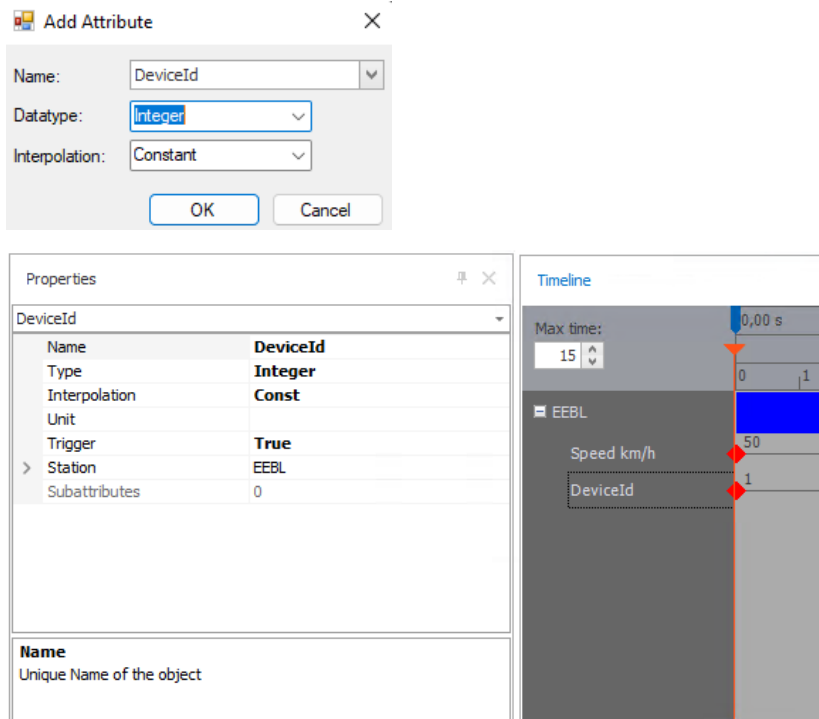 Add Attribute
Name: DeviceId
Datatype: Integer
Interpolation: Constant
OK Cancel
Properties
DeviceId
Name DeviceId
Type Integer
Interpolation Const
Unit
Trigger True
Station EEBL
Subattributes 0
Name
Unique Name of the object
Timeline
Max time:
15
0,00 s
0 1
EEBL
Speed km/h 50
DeviceId 1